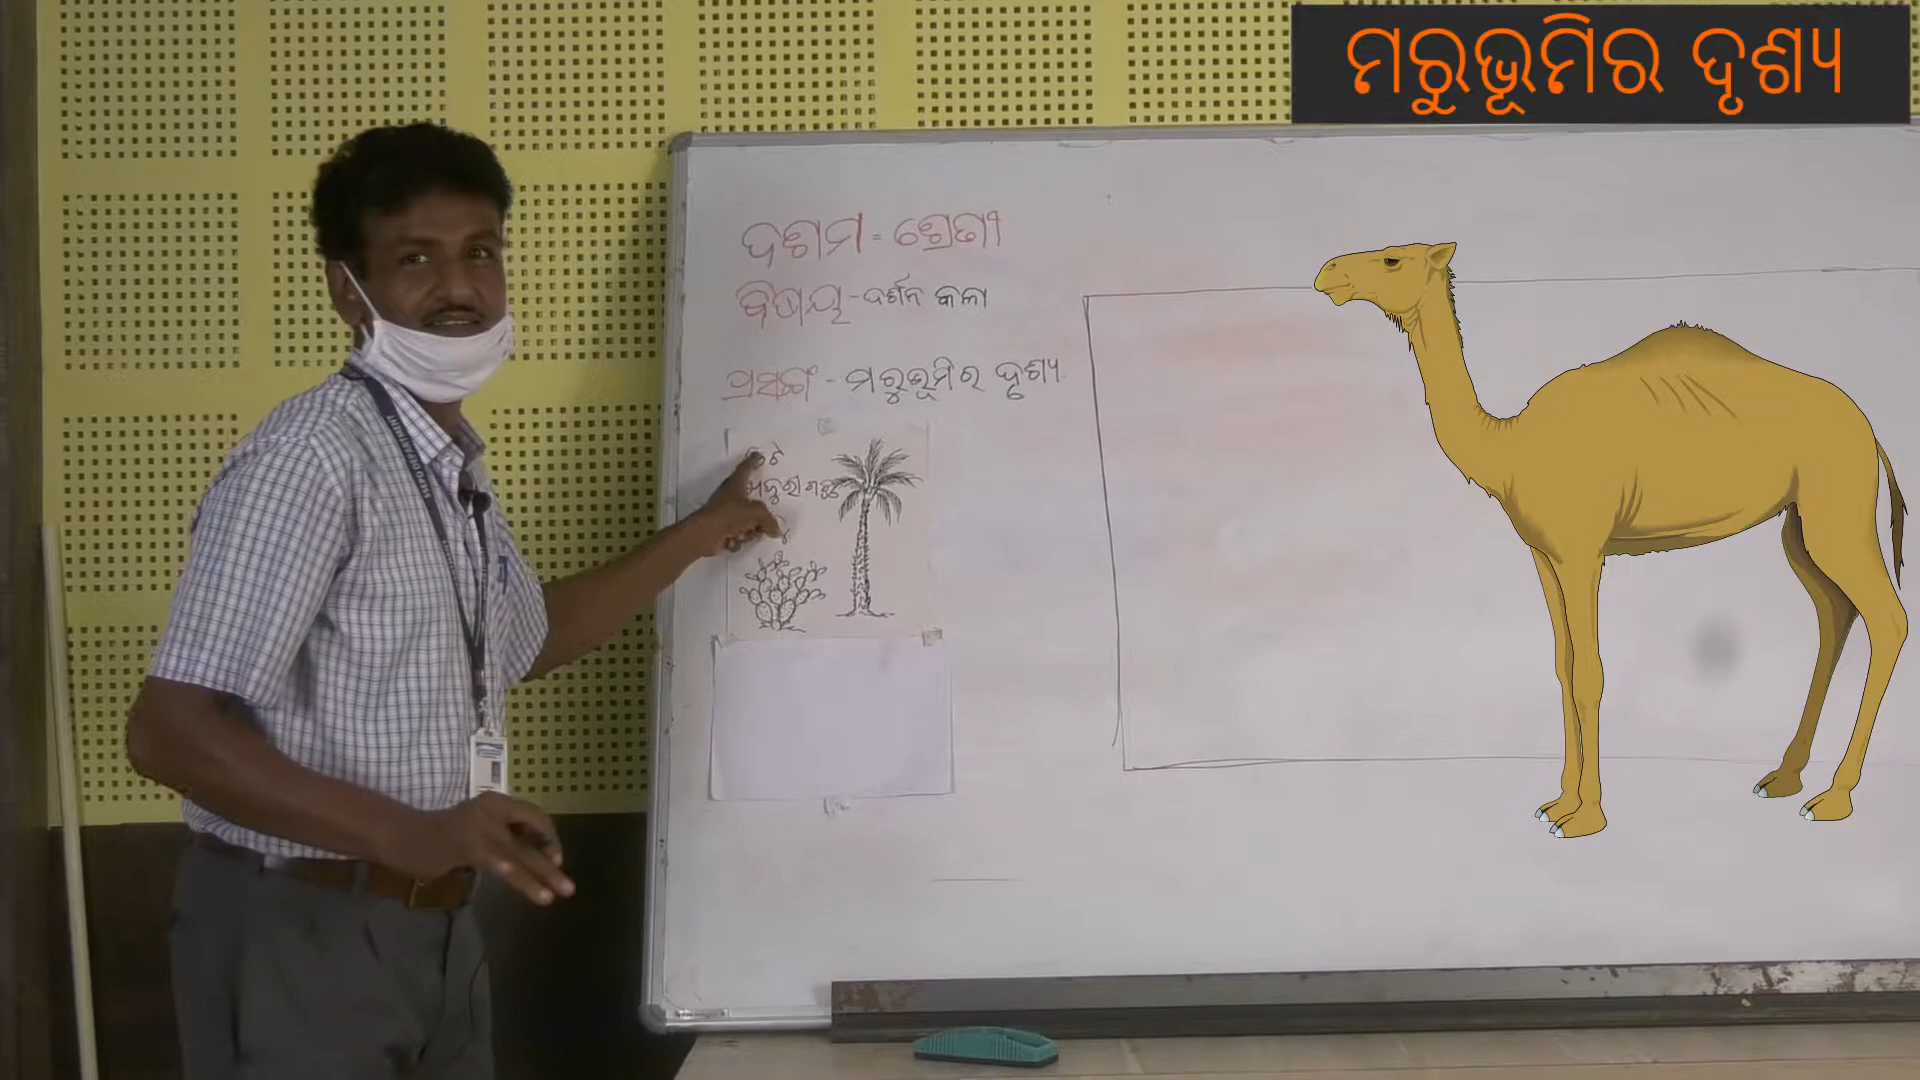 ମରୁଭୂମିର ଦୃଶ୍ୟ
ଦଶମ - ଶ୍ରେଣୀ
ବିଷୟ - ଦର୍ଶନ କଳା
ପ୍ରସଙ୍ଗ - ମରୁଭୂମିର ଦୃଶ୍ୟ
ଖଜୁରୀ ଗଛ